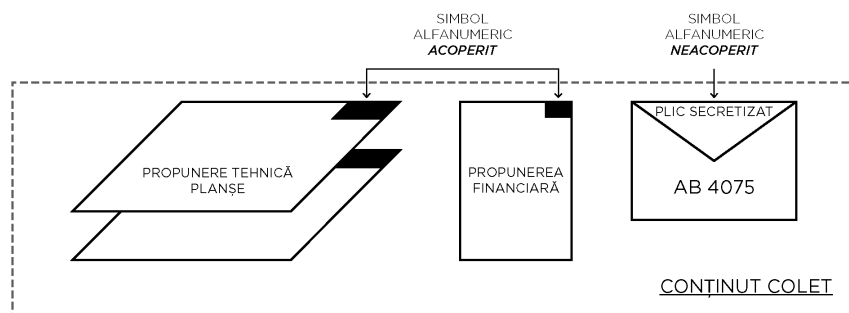 SIMBOL
ALFANUMERIC
ACOPERIT
SIMBOL
ALFANUMERIC
NEACOPERIT
PROPUNERE TEHNICĂ
PLANȘE
PROPUNEREA
FINANCIARĂ
PLIC SECRETIZAT
AB 4075
CONȚINUT COLET